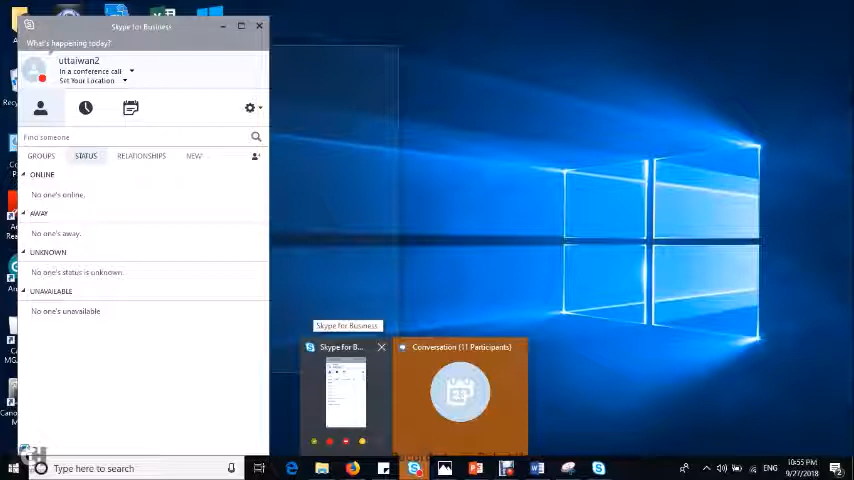 Skype for Business
What's happening today?
uttaiwan2
In a conference call
Set Your Location
Find someone
GROUPS
STATUS
RELATIONSHIPS
NEW
ONLINE
No one's online.
AWAY
No one's away.
UNKNOWN
No one's status is unknown.
UNAVAILABLE
No one's unavailable
Skype for Business
Skype for B...
Conversation (11 Participants)
23
Type here to search
ENG
10:55 PM
9/27/2018